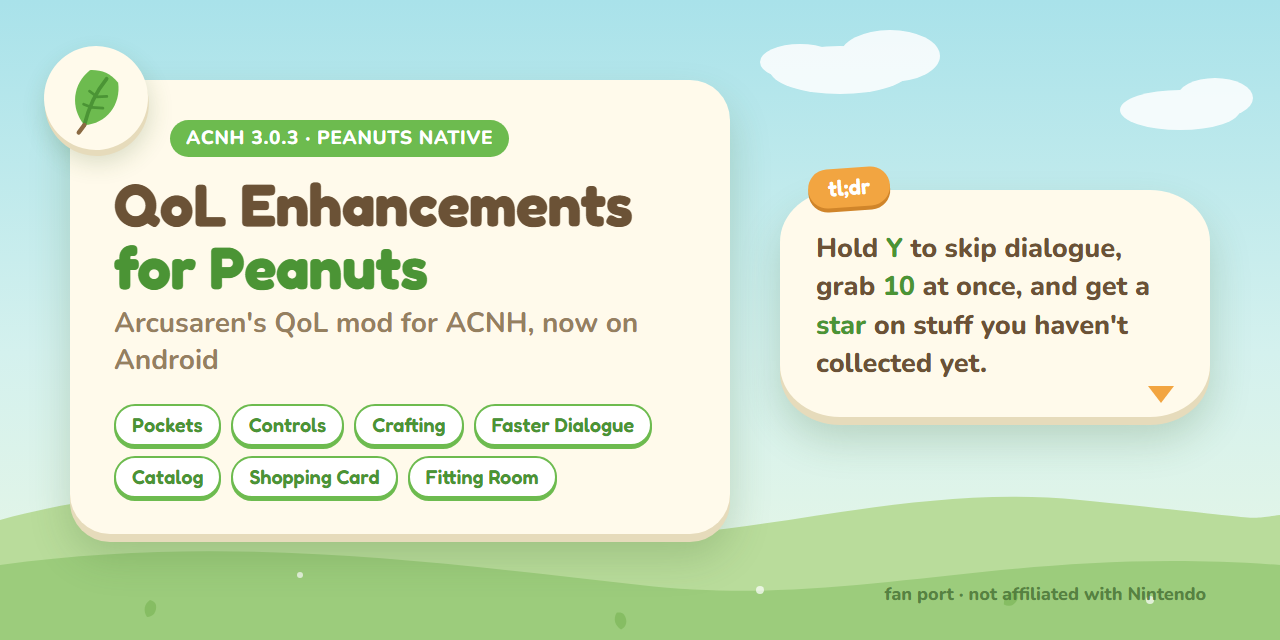 ACNH 3.0.3 · PEANUTS NATIVE
QoL Enhancements
for Peanuts
Arcusaren's QoL mod for ACNH, now on
Android
Pockets
Controls
Crafting
Faster Dialogue
Catalog
Shopping Card
Fitting Room
tl;dr
Hold Y to skip dialogue,
grab 10 at once, and get a
star on stuff you haven't
collected yet.
fan port · not affiliated with Nintendo